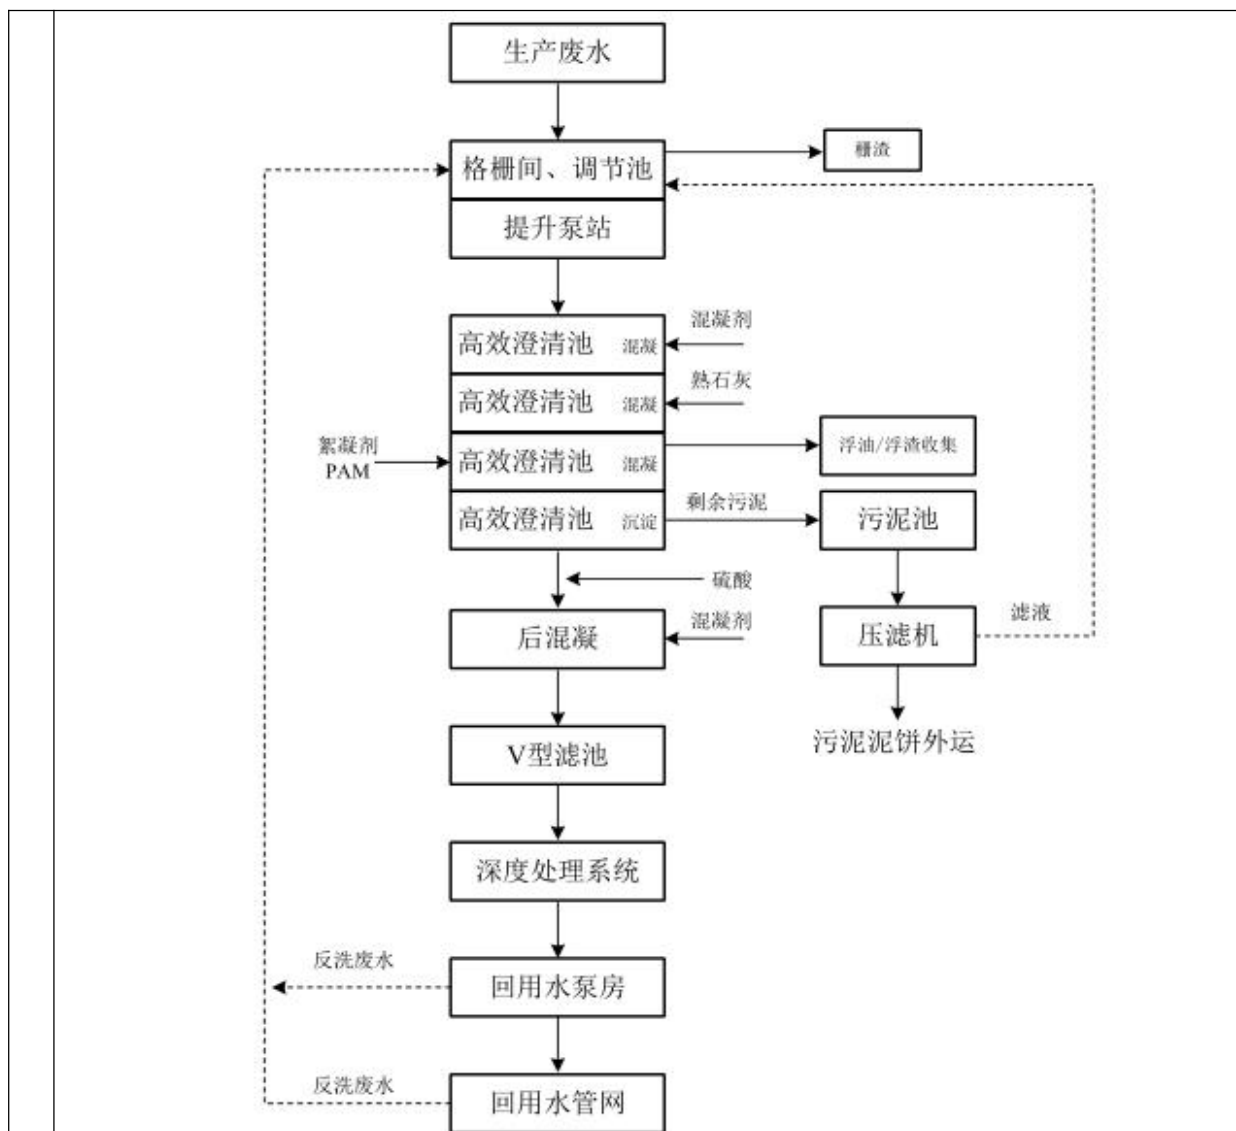 生产废水
格栅间、调节池
栅渣
提升泵站
混凝剂
高效澄清池 混凝
熟石灰
高效澄清池 混凝
絮凝剂
PAM
高效澄清池 混凝
浮油/浮渣收集
高效澄清池 沉淀
剩余污泥
污泥池
硫酸
混凝剂
后混凝
压滤机
滤液
V型滤池
污泥泥饼外运
深度处理系统
反洗废水
回用水泵房
反洗废水
回用水管网